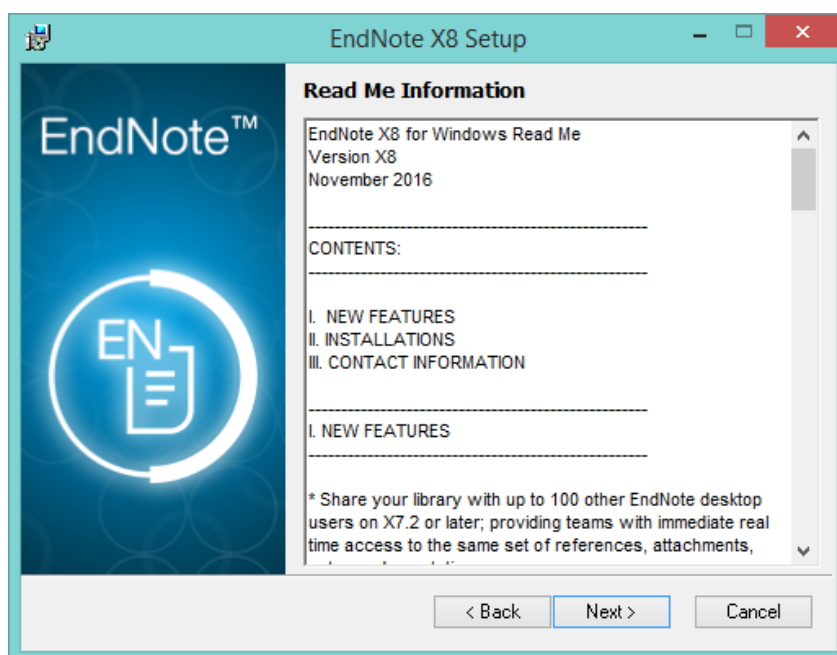 EndNote X8 Setup
EndNote™
EN
Read Me Information
EndNote X8 for Windows Read Me
Version X8
November 2016
------------------------------------------------------------
CONTENTS:
------------------------------------------------------------
I.  NEW FEATURES
II. INSTALLATIONS
III. CONTACT INFORMATION
------------------------------------------------------------
I. NEW FEATURES
------------------------------------------------------------
* Share your library with up to 100 other EndNote desktop
users on X7.2 or later; providing teams with immediate real
time access to the same set of references, attachments,
< Back
Next >
Cancel